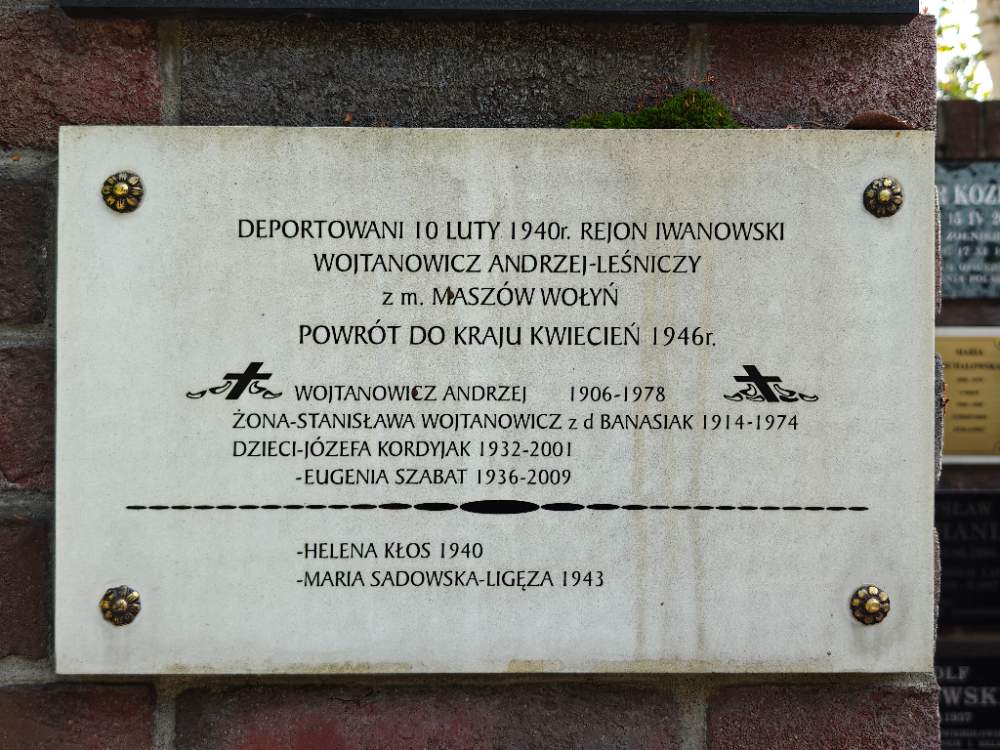 DEPORTOWANI 10 LUTY 1940r. REJON IWANOWSKI
WOJTANOWICZ ANDRZEJ-LEŚNICZY
z m. MASZÓW WOŁYŃ
POWRÓT DO KRAJU KWIECIEŃ 1946r.
WOJTANOWICZ ANDRZEJ 1906-1978
ŻONA-STANISŁAWA WOJTANOWICZ z d BANASIAK 1914-1974
DZIECI-JÓZEFA KORDYJAK 1932-2001
-EUGENIA SZABAT 1936-2009
-HELENA KŁOS 1940
-MARIA SADOWSKA-LIGĘZA 1943
MARIA